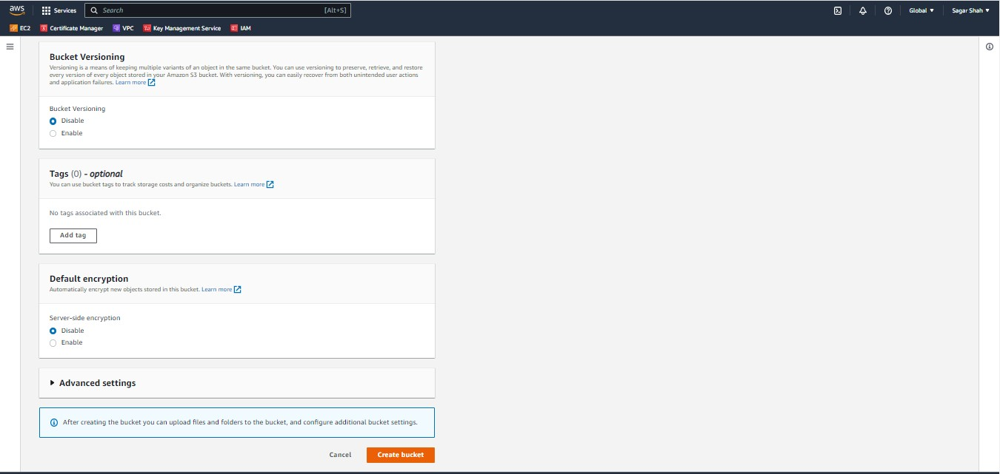 aws
Services
Search
[Alt+S]
Global
Sagar Shah
EC2
Certificate Manager
VPC
Key Management Service
IAM
Bucket Versioning
Versioning is a means of keeping multiple variants of an object in the same bucket. You can use versioning to preserve, retrieve, and restore
every version of every object stored in your Amazon S3 bucket. With versioning, you can easily recover from both unintended user actions
and application failures. Learn more
Bucket Versioning
Disable
Enable
Tags (0) - optional
You can use bucket tags to track storage costs and organize buckets. Learn more
No tags associated with this bucket.
Add tag
Default encryption
Automatically encrypt new objects stored in this bucket. Learn more
Server-side encryption
Disable
Enable
Advanced settings
After creating the bucket you can upload files and folders to the bucket, and configure additional bucket settings.
Cancel
Create bucket